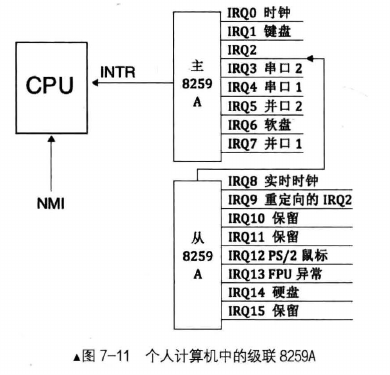 CPU
INTR
NMI
主
8259
A
IRQ0 时钟
IRQ1 键盘
IRQ2
IRQ3 串口 2
IRQ4 串口 1
IRQ5 并口 2
IRQ6 软盘
IRQ7 并口 1
从
8259
A
IRQ8 实时时钟
IRQ9 重定向的 IRQ2
IRQ10 保留
IRQ11 保留
IRQ12 PS/2 鼠标
IRQ13 FPU 异常
IRQ14 硬盘
IRQ15 保留
▲图 7-11 个人计算机中的级联 8259A